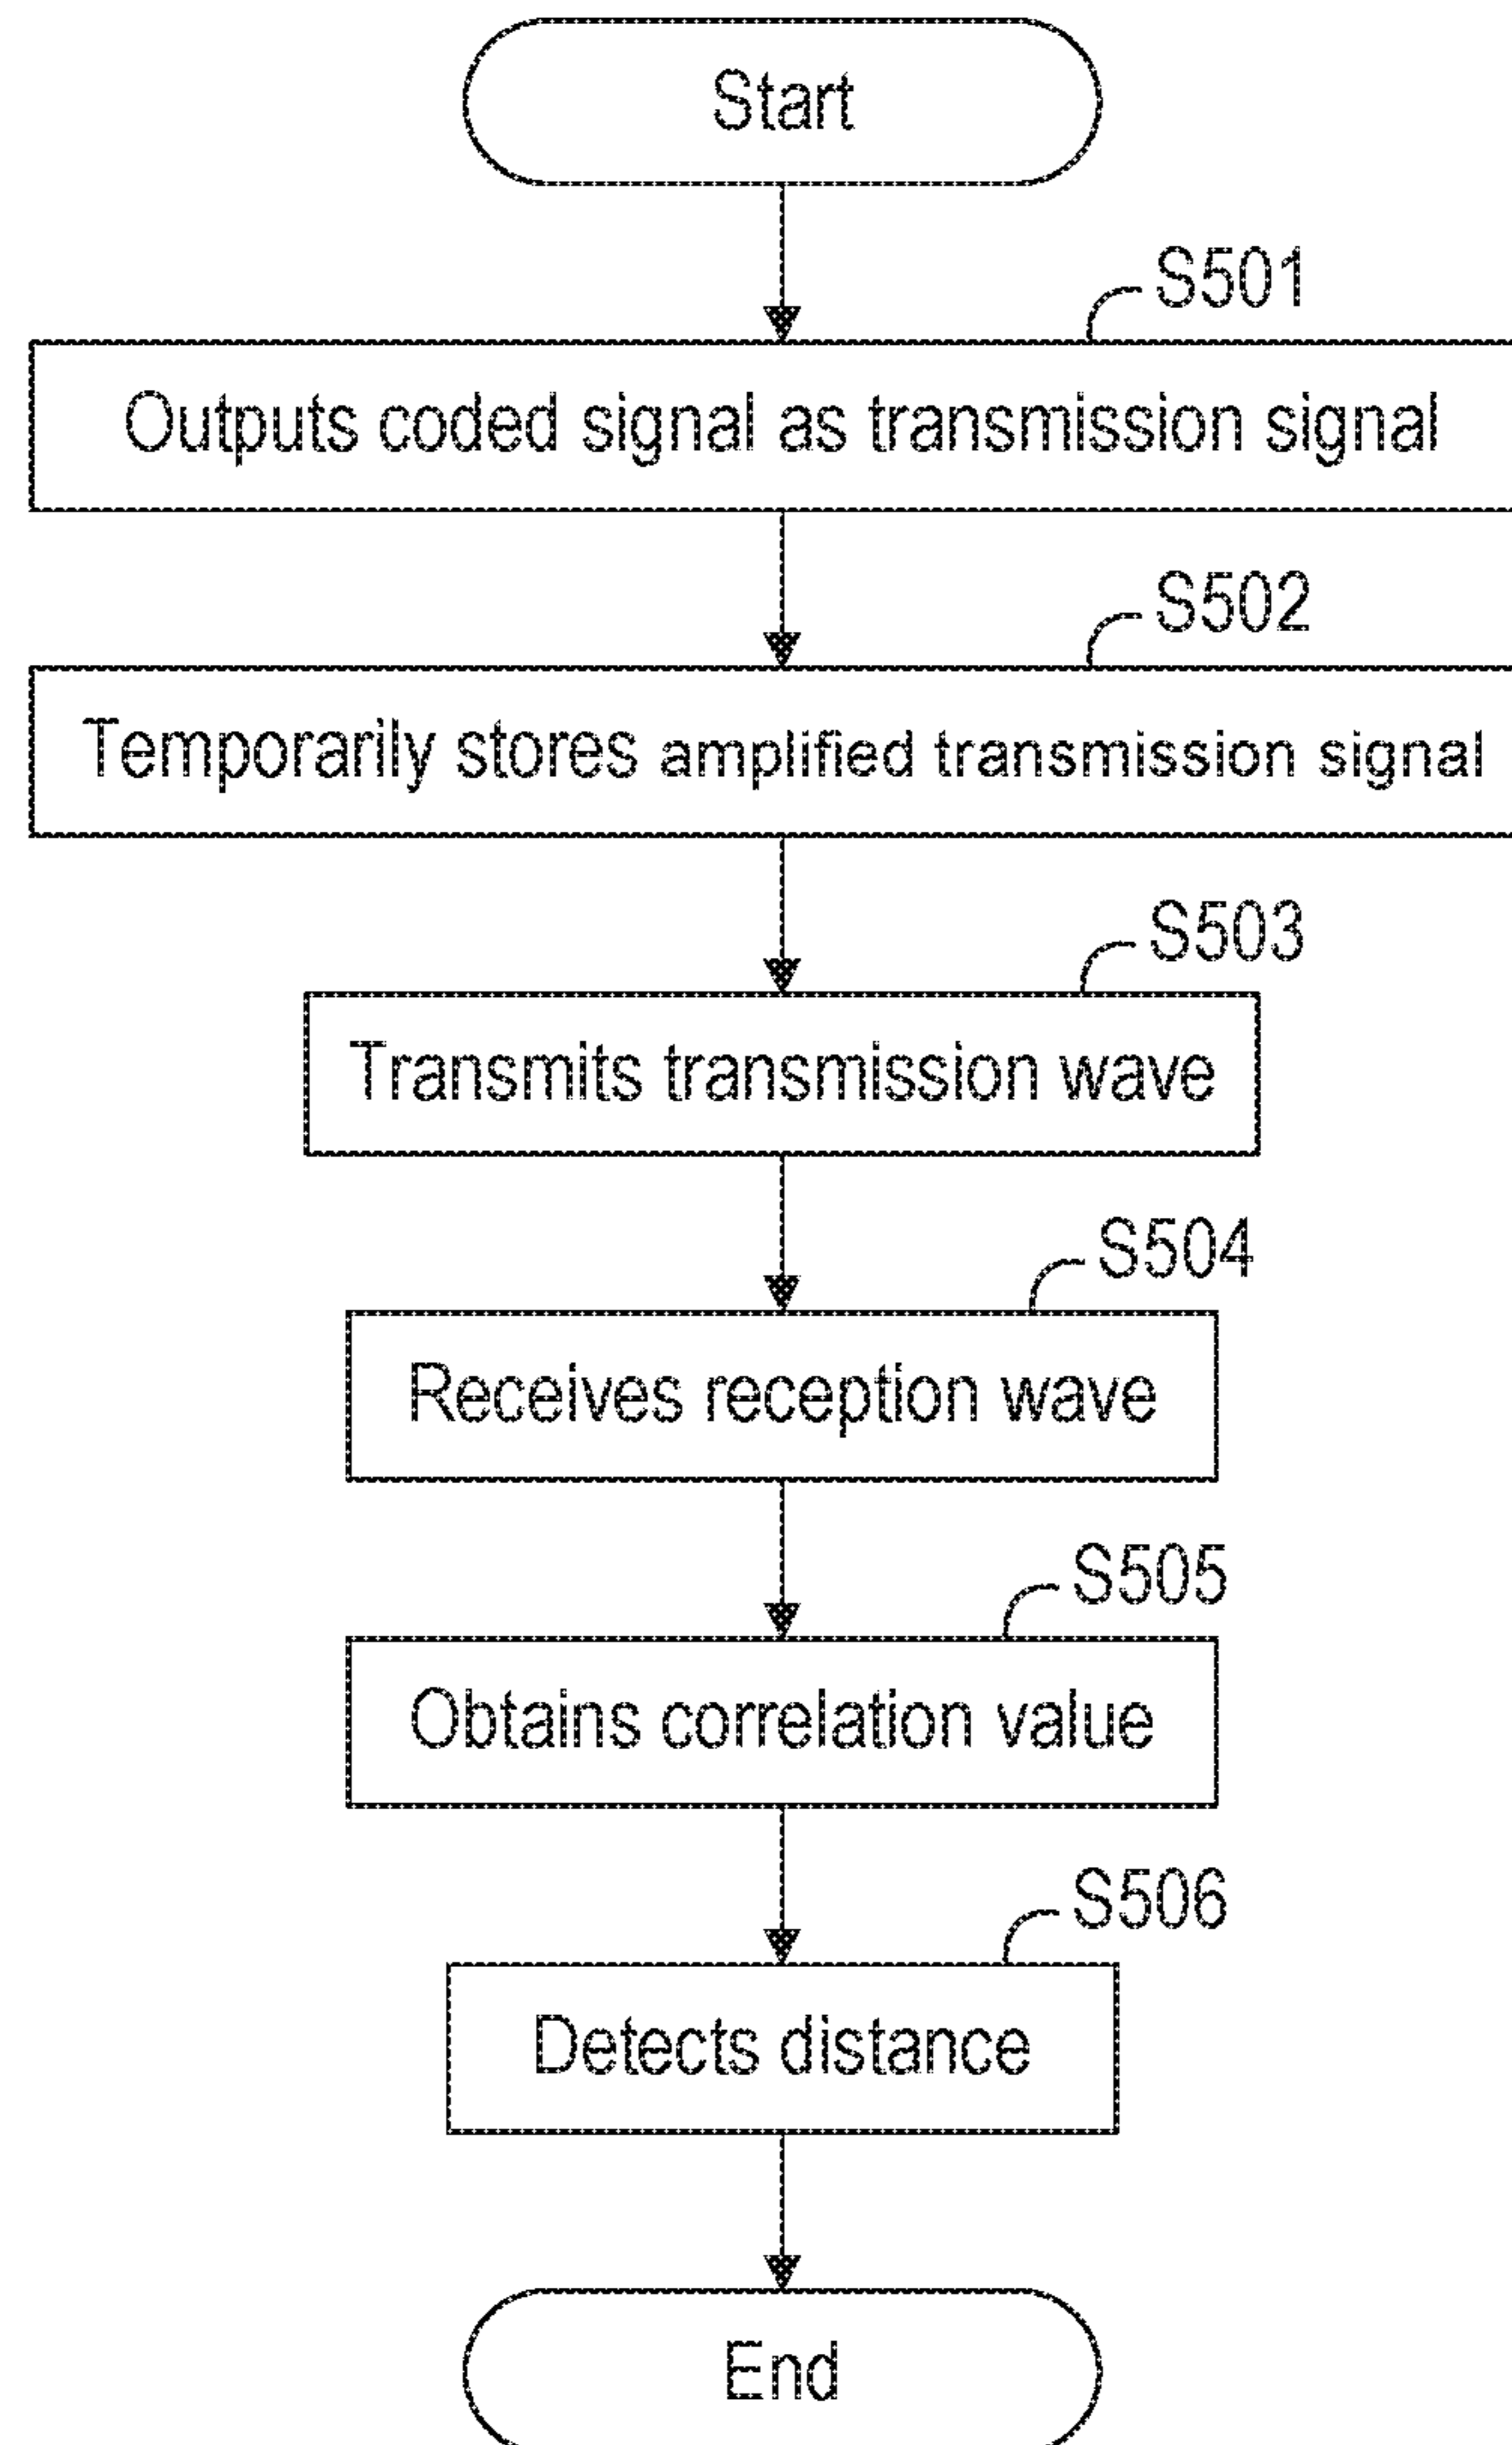 Start
S501
Outputs coded signal as transmission signal
S502
Temporarily stores amplified transmission signal
S503
Transmits transmission wave
S504
Receives reception wave
S505
Obtains correlation value
S506
Detects distance
End